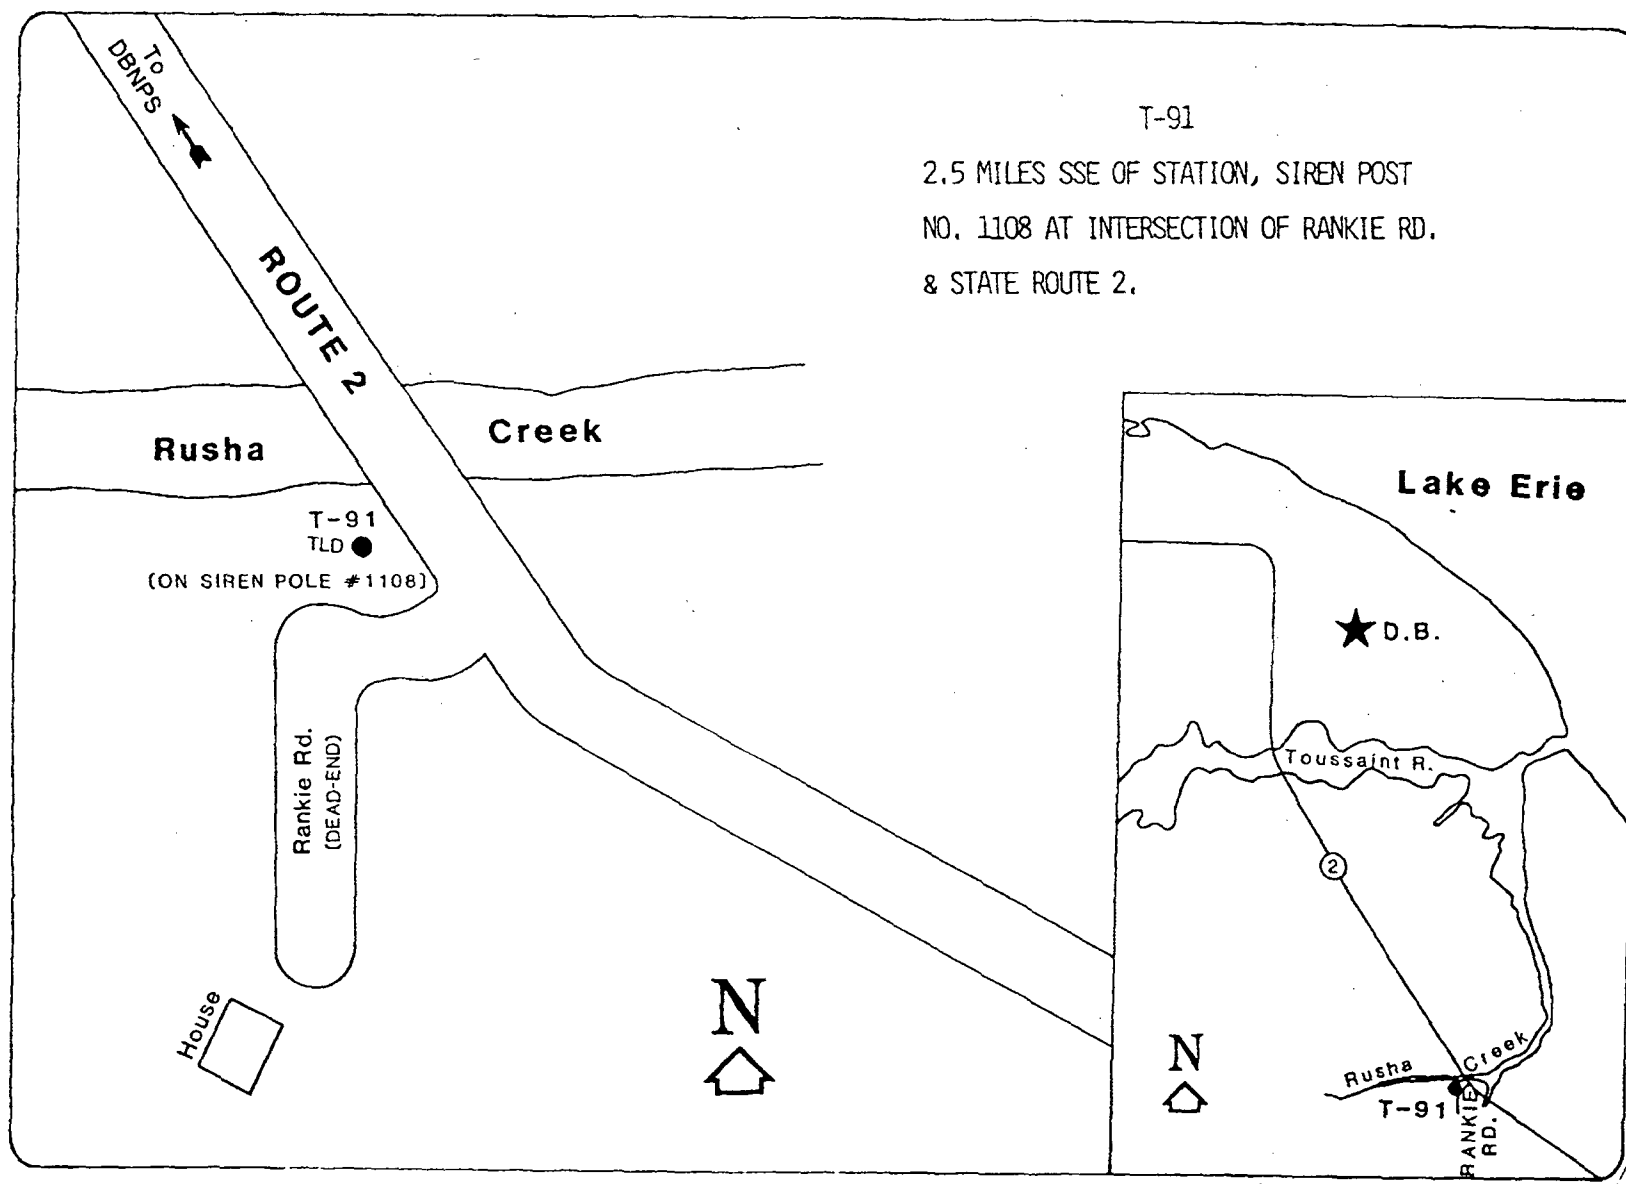 To
DBNPS
T-91
2.5 MILES SSE OF STATION, SIREN POST
NO. 1108 AT INTERSECTION OF RANKIE RD.
& STATE ROUTE 2.
ROUTE 2
Rusha Creek
T-91
TLD
(ON SIREN POLE #1108)
Rankie Rd.
(DEAD-END)
House
N
Lake Erie
D.B.
Toussaint R.
2
N
Rusha Creek
T-91
RANKIE
RD.